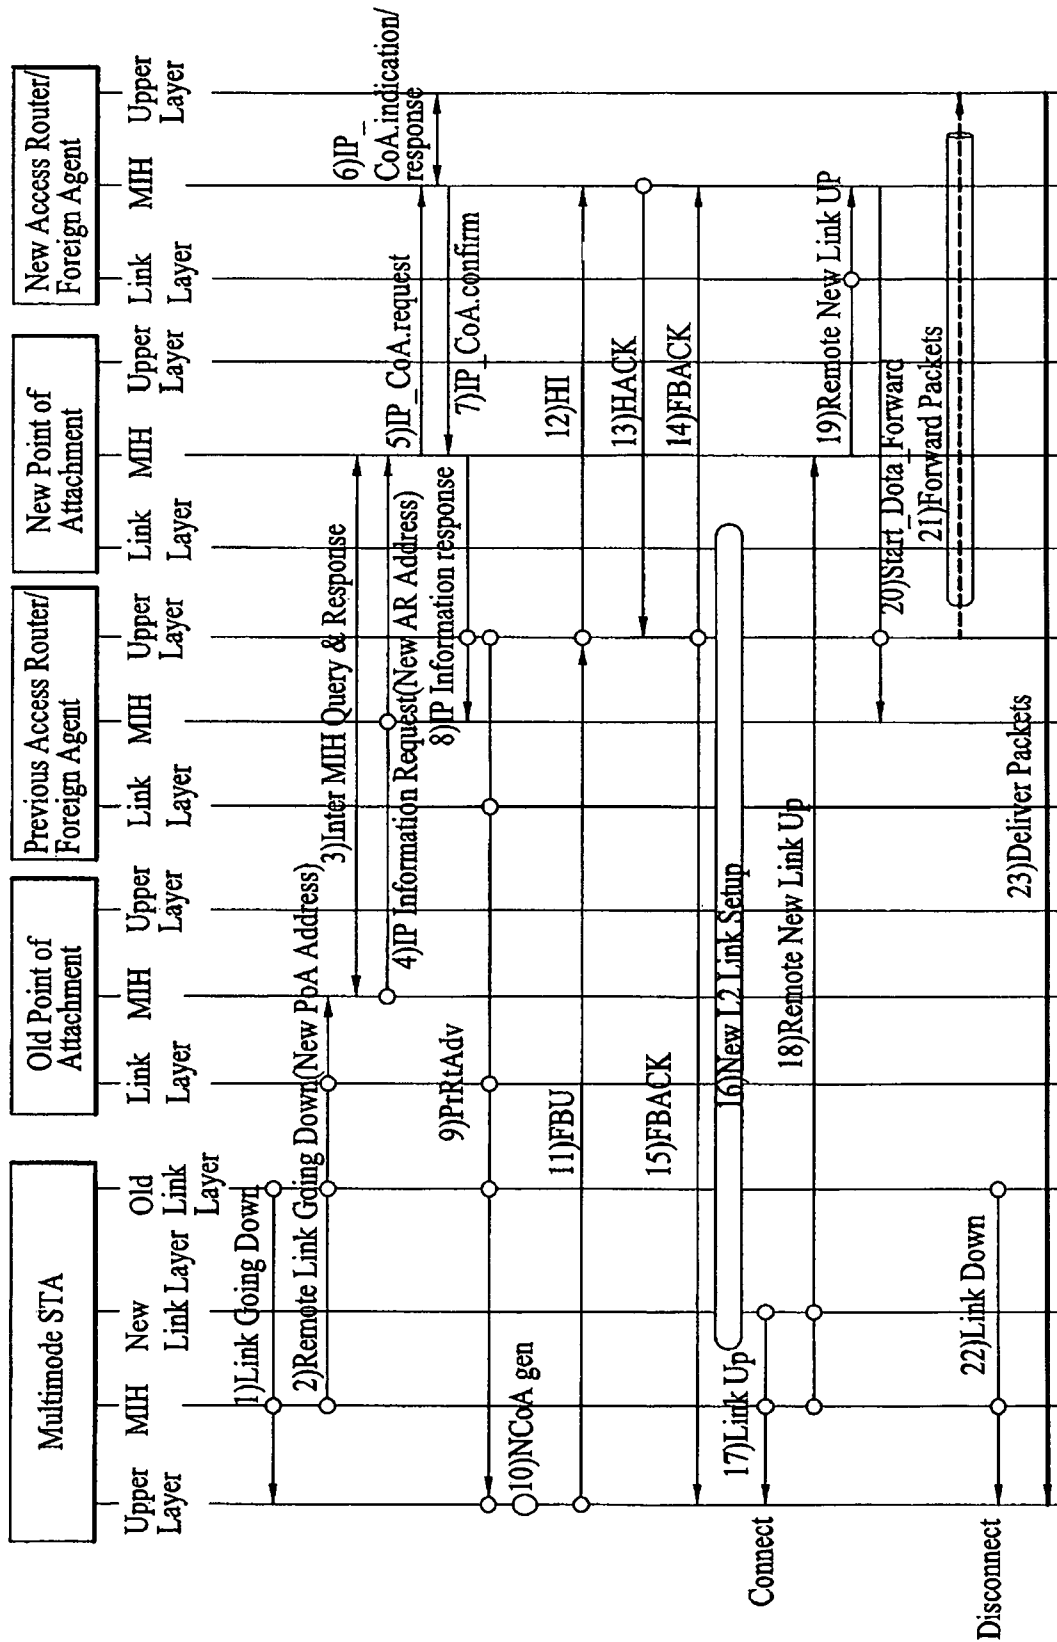 Multimode STA
Old Point of
Attachment
Previous Access Router/
Foreign Agent
New Point of
Attachment
New Access Router/
Foreign Agent
Upper
Layer
MIH
New
Link Layer
Old
Link
Layer
Link
Layer
MIH
Upper
Layer
Link
Layer
MIH
Upper
Layer
Link
Layer
MIH
Upper
Layer
Link
Layer
MIH
Upper
Layer
1)Link Going Down
2)Remote Link Going Down(New PoA Address)
3)Inter MIH Query & Response
4)IP Information Request(New AR Address)
5)IP_CoA.request
6)IP_
CoA.indication/
response
7)IP_CoA.confirm
8)IP Information response
9)PrRtAdv
10)NCoA gen
11)FBU
12)HI
13)HACK
14)FBACK
15)FBACK
16)New L2 Link Setup
Connect
17)Link Up
18)Remote New Link Up
19)Remote New Link UP
20)Start_Dota_Forward
21)Forward Packets
Disconnect
22)Link Down
23)Deliver Packets